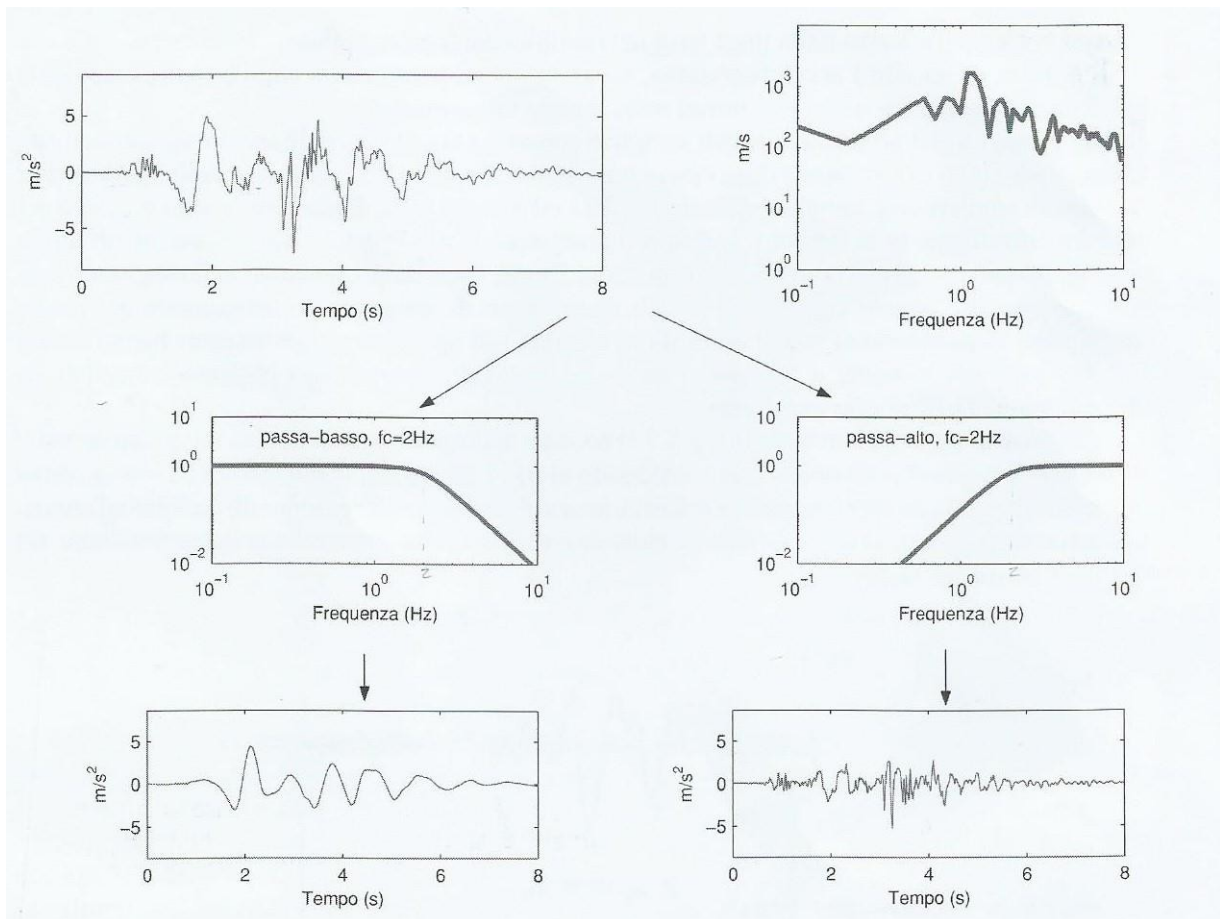 5
0
−5
m/s²
0 2 4 6 8
Tempo (s)
10³
10²
10¹
10⁰
m/s
10⁻¹ 10⁰ 10¹
Frequenza (Hz)
10¹
10⁰
10⁻²
passa−basso, fc=2Hz
2
10⁻¹ 10⁰ 10¹
Frequenza (Hz)
10¹
10⁰
10⁻²
passa−alto, fc=2Hz
2
10⁻¹ 10⁰ 10¹
Frequenza (Hz)
5
0
−5
m/s²
0 2 4 6 8
Tempo (s)
5
0
−5
m/s²
0 2 4 6 8
Tempo (s)